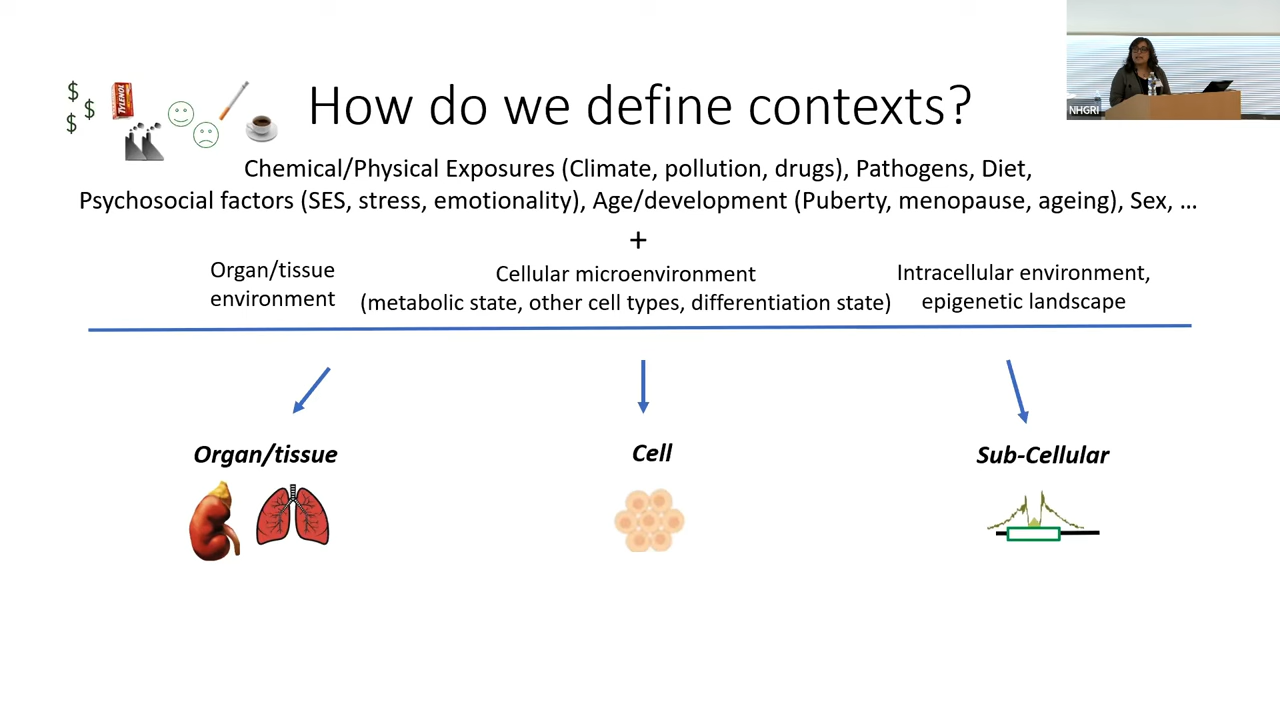 How do we define contexts?
$
$
$
TYLENOL
NHGRI
Chemical/Physical Exposures (Climate, pollution, drugs), Pathogens, Diet,
Psychosocial factors (SES, stress, emotionality), Age/development (Puberty, menopause, ageing), Sex, ...
+
Organ/tissue
environment
Cellular microenvironment
(metabolic state, other cell types, differentiation state)
Intracellular environment,
epigenetic landscape
Organ/tissue
Cell
Sub-Cellular